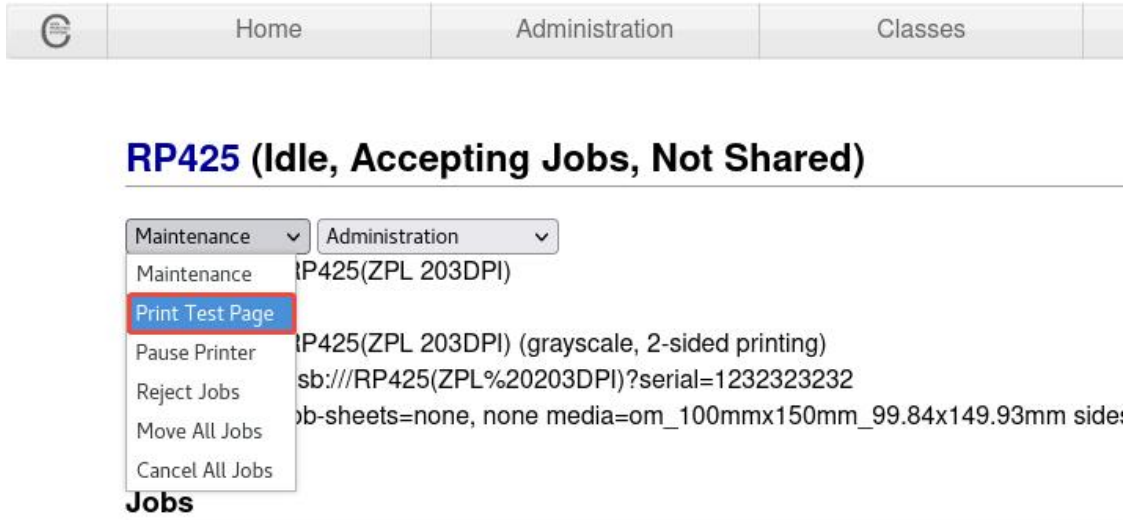 Home Administration Classes
RP425 (Idle, Accepting Jobs, Not Shared)
Maintenance Administration
Maintenance
RP425(ZPL 203DPI)
Print Test Page
Pause Printer
RP425(ZPL 203DPI) (grayscale, 2-sided printing)
Reject Jobs
sb:///RP425(ZPL%20203DPI)?serial=1232323232
Move All Jobs
ob-sheets=none, none media=om_100mmx150mm_99.84x149.93mm sides
Cancel All Jobs
Jobs